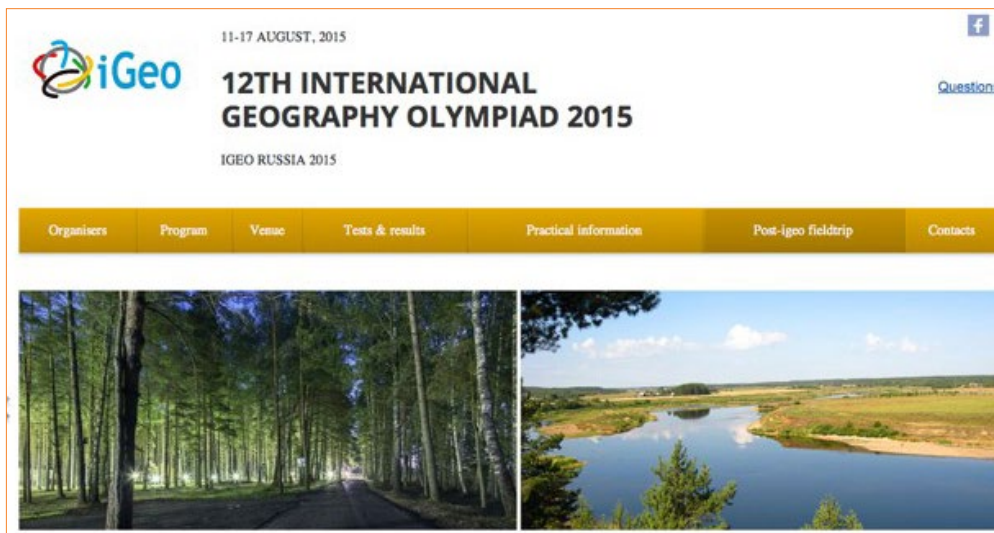 iGeo
11-17 AUGUST, 2015
12TH INTERNATIONAL
GEOGRAPHY OLYMPIAD 2015
IGEO RUSSIA 2015
f
Question
Organisers Program Venue Tests & results Practical information Post-igeo fieldtrip Contacts